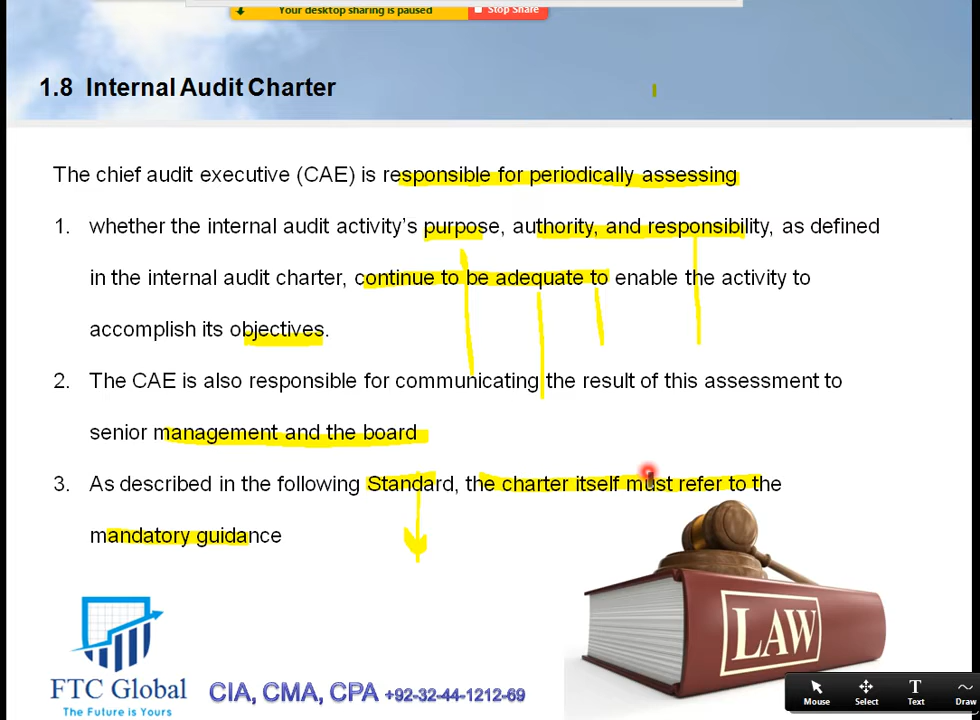 Your desktop sharing is paused Stop Share
1.8 Internal Audit Charter
The chief audit executive (CAE) is responsible for periodically assessing
1. whether the internal audit activity's purpose, authority, and responsibility, as defined
in the internal audit charter, continue to be adequate to enable the activity to
accomplish its objectives.
2. The CAE is also responsible for communicating the result of this assessment to
senior management and the board
3. As described in the following Standard, the charter itself must refer to the
mandatory guidance
LAW
FTC Global
The Future is Yours
CIA, CMA, CPA +92-32-44-1212-69
Mouse Select Text Draw